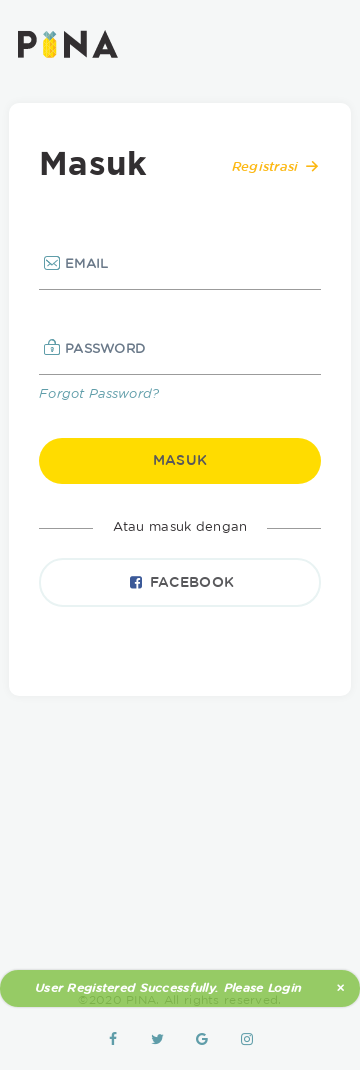 PINA
Masuk
Registrasi →
EMAIL
PASSWORD
Forgot Password?
MASUK
Atau masuk dengan
FACEBOOK
User Registered Successfully. Please Login ×
©2020 PINA. All rights reserved.